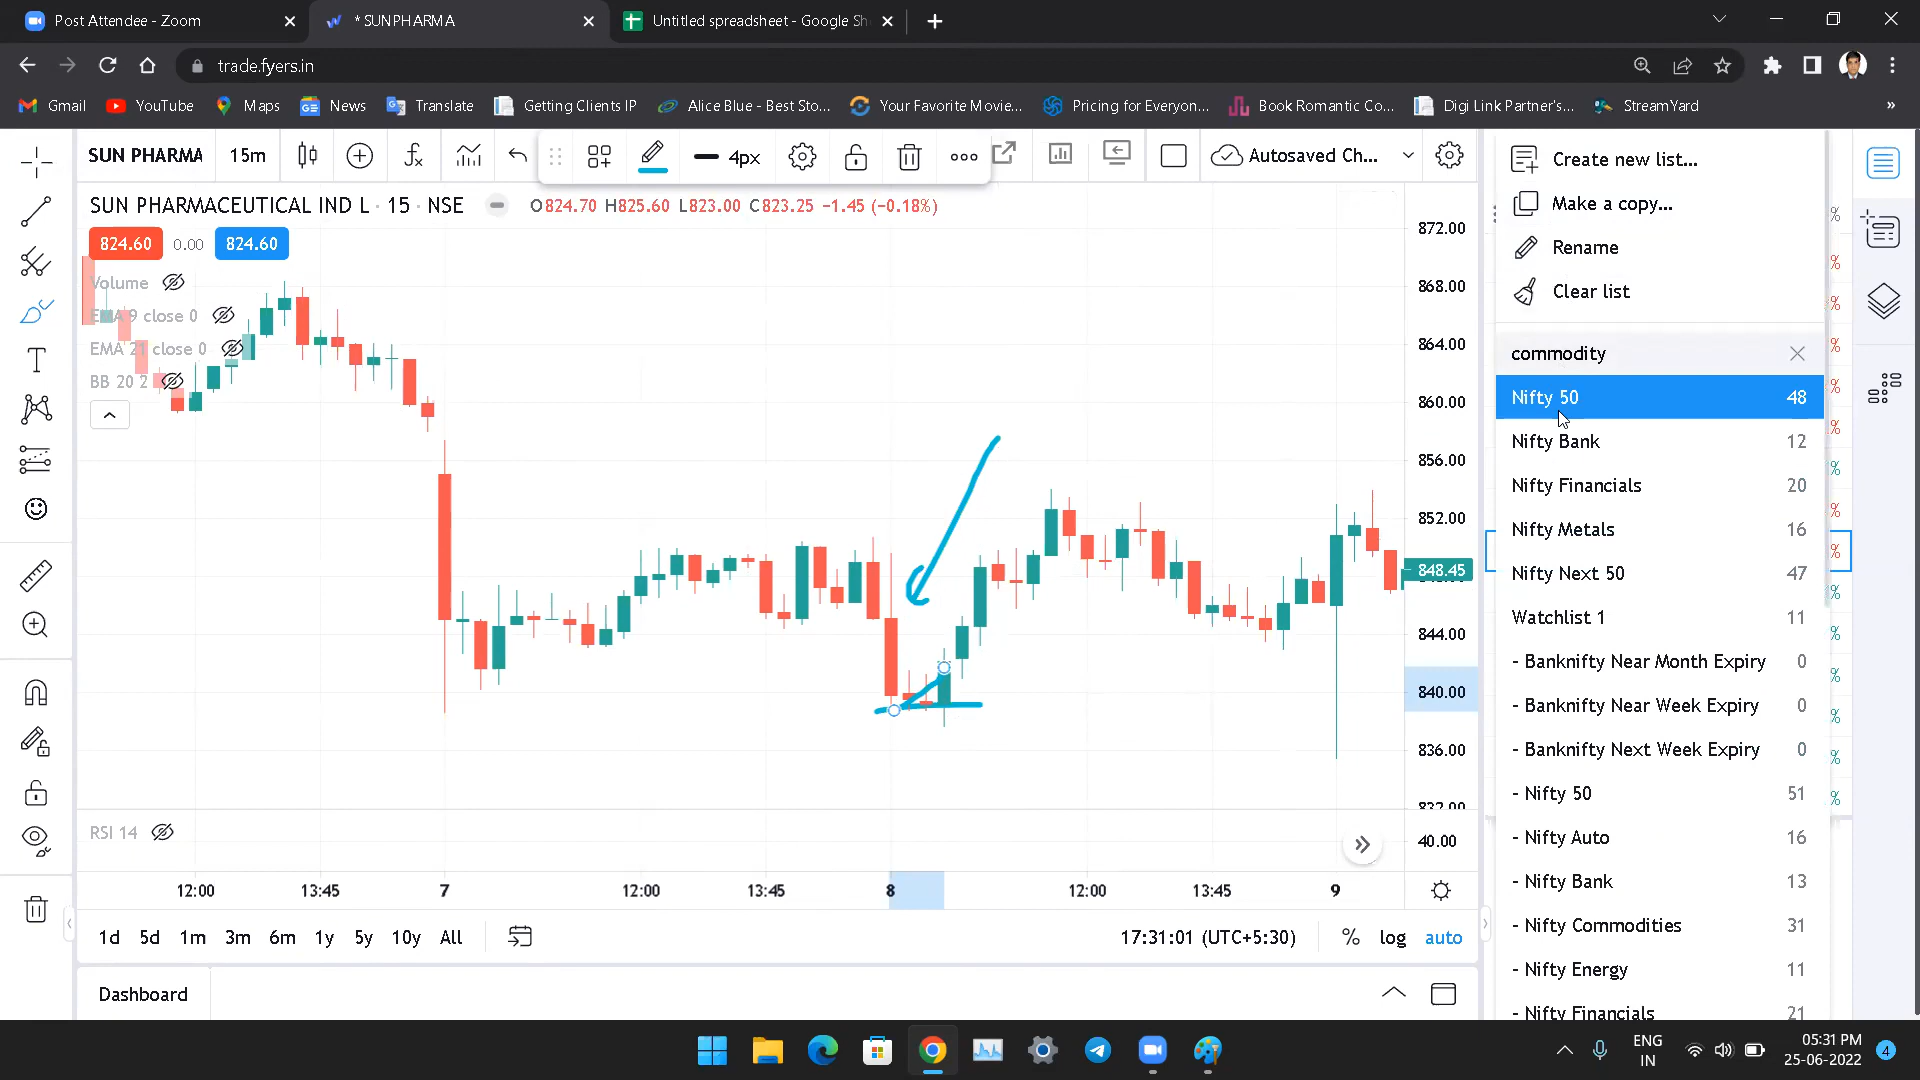 Post Attendee - Zoom
* SUNPHARMA
Untitled spreadsheet - Google Sh
trade.fyers.in
Gmail
YouTube
Maps
News
Translate
Getting Clients IP
Alice Blue - Best Sto...
Your Favorite Movie...
Pricing for Everyon...
Book Romantic Co...
Digi Link Partner's...
StreamYard
»
SUN PHARMA
15m
4px
Autosaved Ch...
SUN PHARMACEUTICAL IND L · 15 · NSE
O824.70 H825.60 L823.00 C823.25 −1.45 (−0.18%)
824.60 0.00 824.60
Volume
EMA 9 close 0
EMA 21 close 0
BB 20 2
872.00
868.00
864.00
860.00
856.00
852.00
848.45
844.00
840.00
836.00
832.00
RSI 14
40.00
12:00 13:45 7 12:00 13:45 8 12:00 13:45 9
1d 5d 1m 3m 6m 1y 5y 10y All
17:31:01 (UTC+5:30) % log auto
Dashboard
Create new list...
Make a copy...
Rename
Clear list
commodity
Nifty 50 48
Nifty Bank 12
Nifty Financials 20
Nifty Metals 16
Nifty Next 50 47
Watchlist 1 11
- Banknifty Near Month Expiry 0
- Banknifty Near Week Expiry 0
- Banknifty Next Week Expiry 0
- Nifty 50 51
- Nifty Auto 16
- Nifty Bank 13
- Nifty Commodities 31
- Nifty Energy 11
- Nifty Financials 21
ENG
IN
05:31 PM
25-06-2022
4